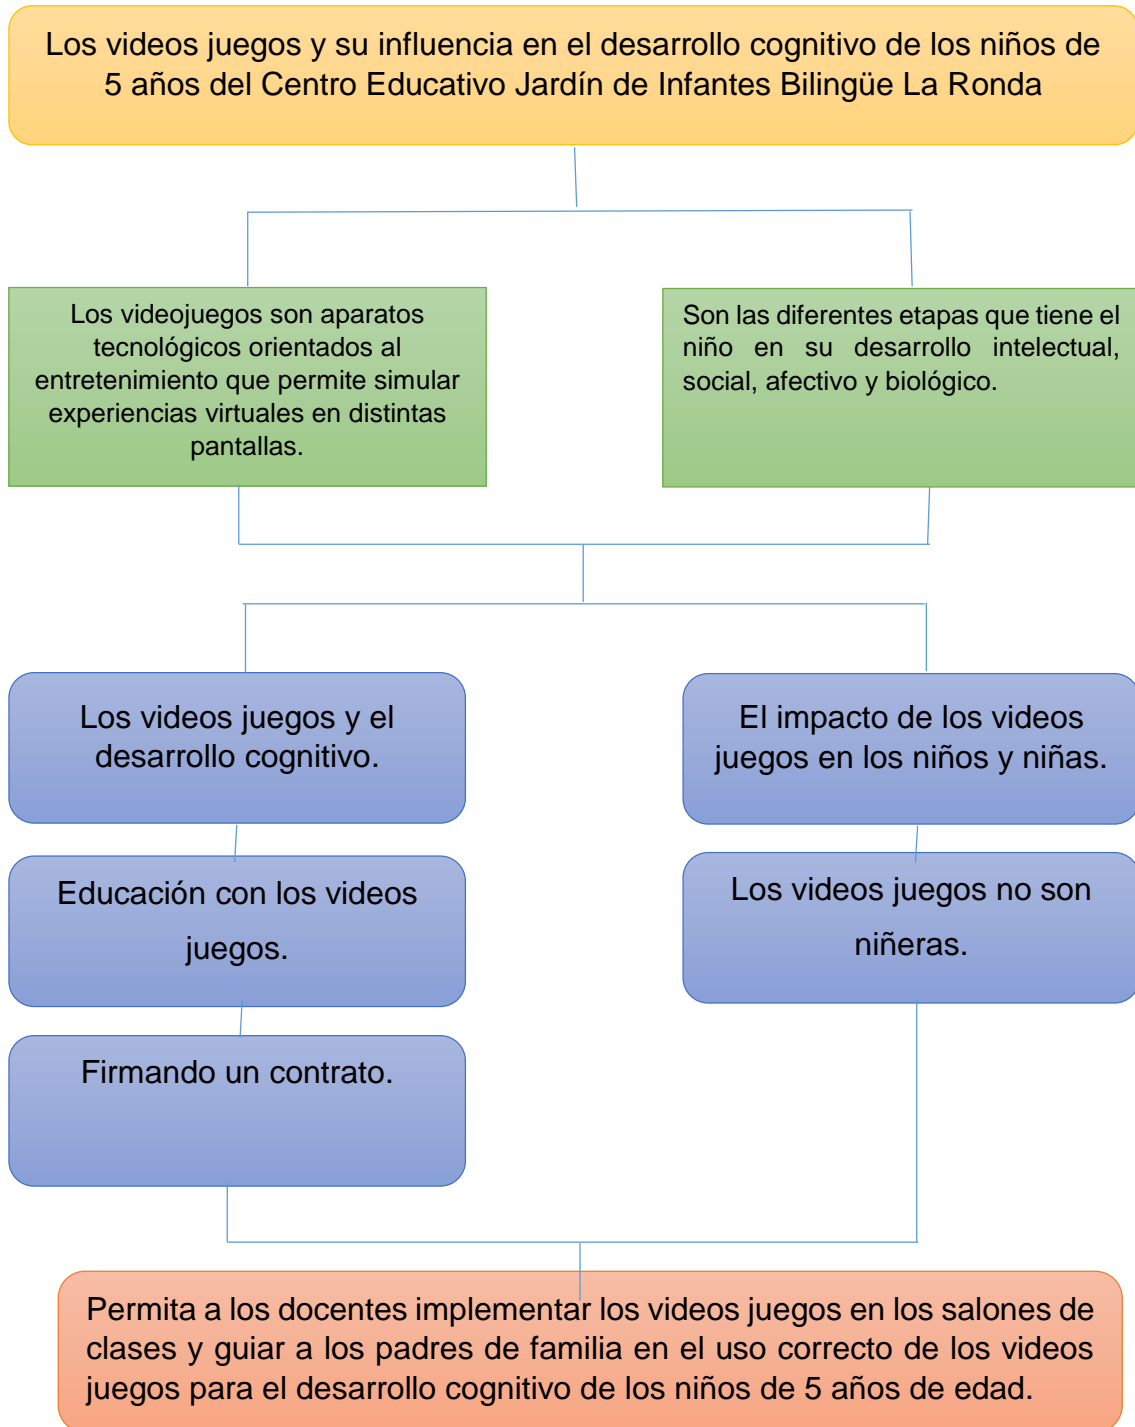 Los videos juegos y su influencia en el desarrollo cognitivo de los niños de
5 años del Centro Educativo Jardín de Infantes Bilingüe La Ronda
Los videojuegos son aparatos
tecnológicos orientados al
entretenimiento que permite simular
experiencias virtuales en distintas
pantallas.
Son las diferentes etapas que tiene el
niño en su desarrollo intelectual,
social, afectivo y biológico.
Los videos juegos y el
desarrollo cognitivo.
El impacto de los videos
juegos en los niños y niñas.
Educación con los videos
juegos.
Los videos juegos no son
niñeras.
Firmando un contrato.
Permita a los docentes implementar los videos juegos en los salones de
clases y guiar a los padres de familia en el uso correcto de los videos
juegos para el desarrollo cognitivo de los niños de 5 años de edad.